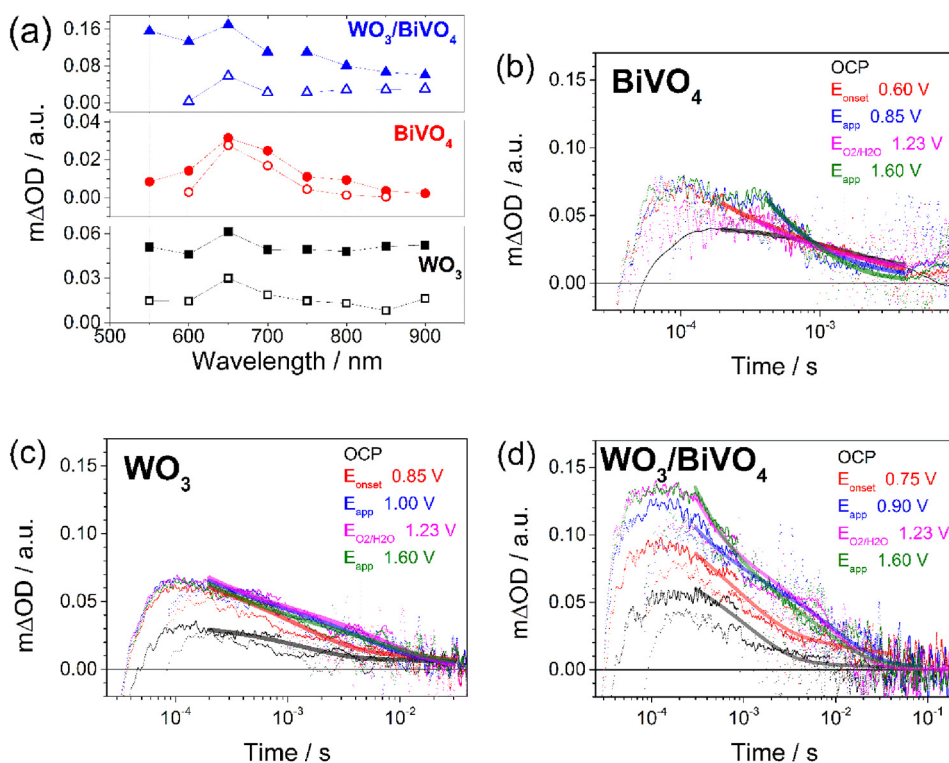 (a)
WO3/BiVO4
0.16
0.08
0.00
BiVO4
0.04
0.02
0.00
WO3
0.06
0.03
0.00
mΔOD / a.u.
500 600 700 800 900
Wavelength / nm
(b)
BiVO4
OCP
Eonset 0.60 V
Eapp 0.85 V
EO2/H2O 1.23 V
Eapp 1.60 V
0.15
0.10
0.05
0.00
mΔOD / a.u.
10-4 10-3
Time / s
(c)
WO3
OCP
Eonset 0.85 V
Eapp 1.00 V
EO2/H2O 1.23 V
Eapp 1.60 V
0.15
0.10
0.05
0.00
mΔOD / a.u.
10-4 10-3 10-2
Time / s
(d)
WO3/BiVO4
OCP
Eonset 0.75 V
Eapp 0.90 V
EO2/H2O 1.23 V
Eapp 1.60 V
0.15
0.10
0.05
0.00
mΔOD / a.u.
10-4 10-3 10-2 10-1
Time / s